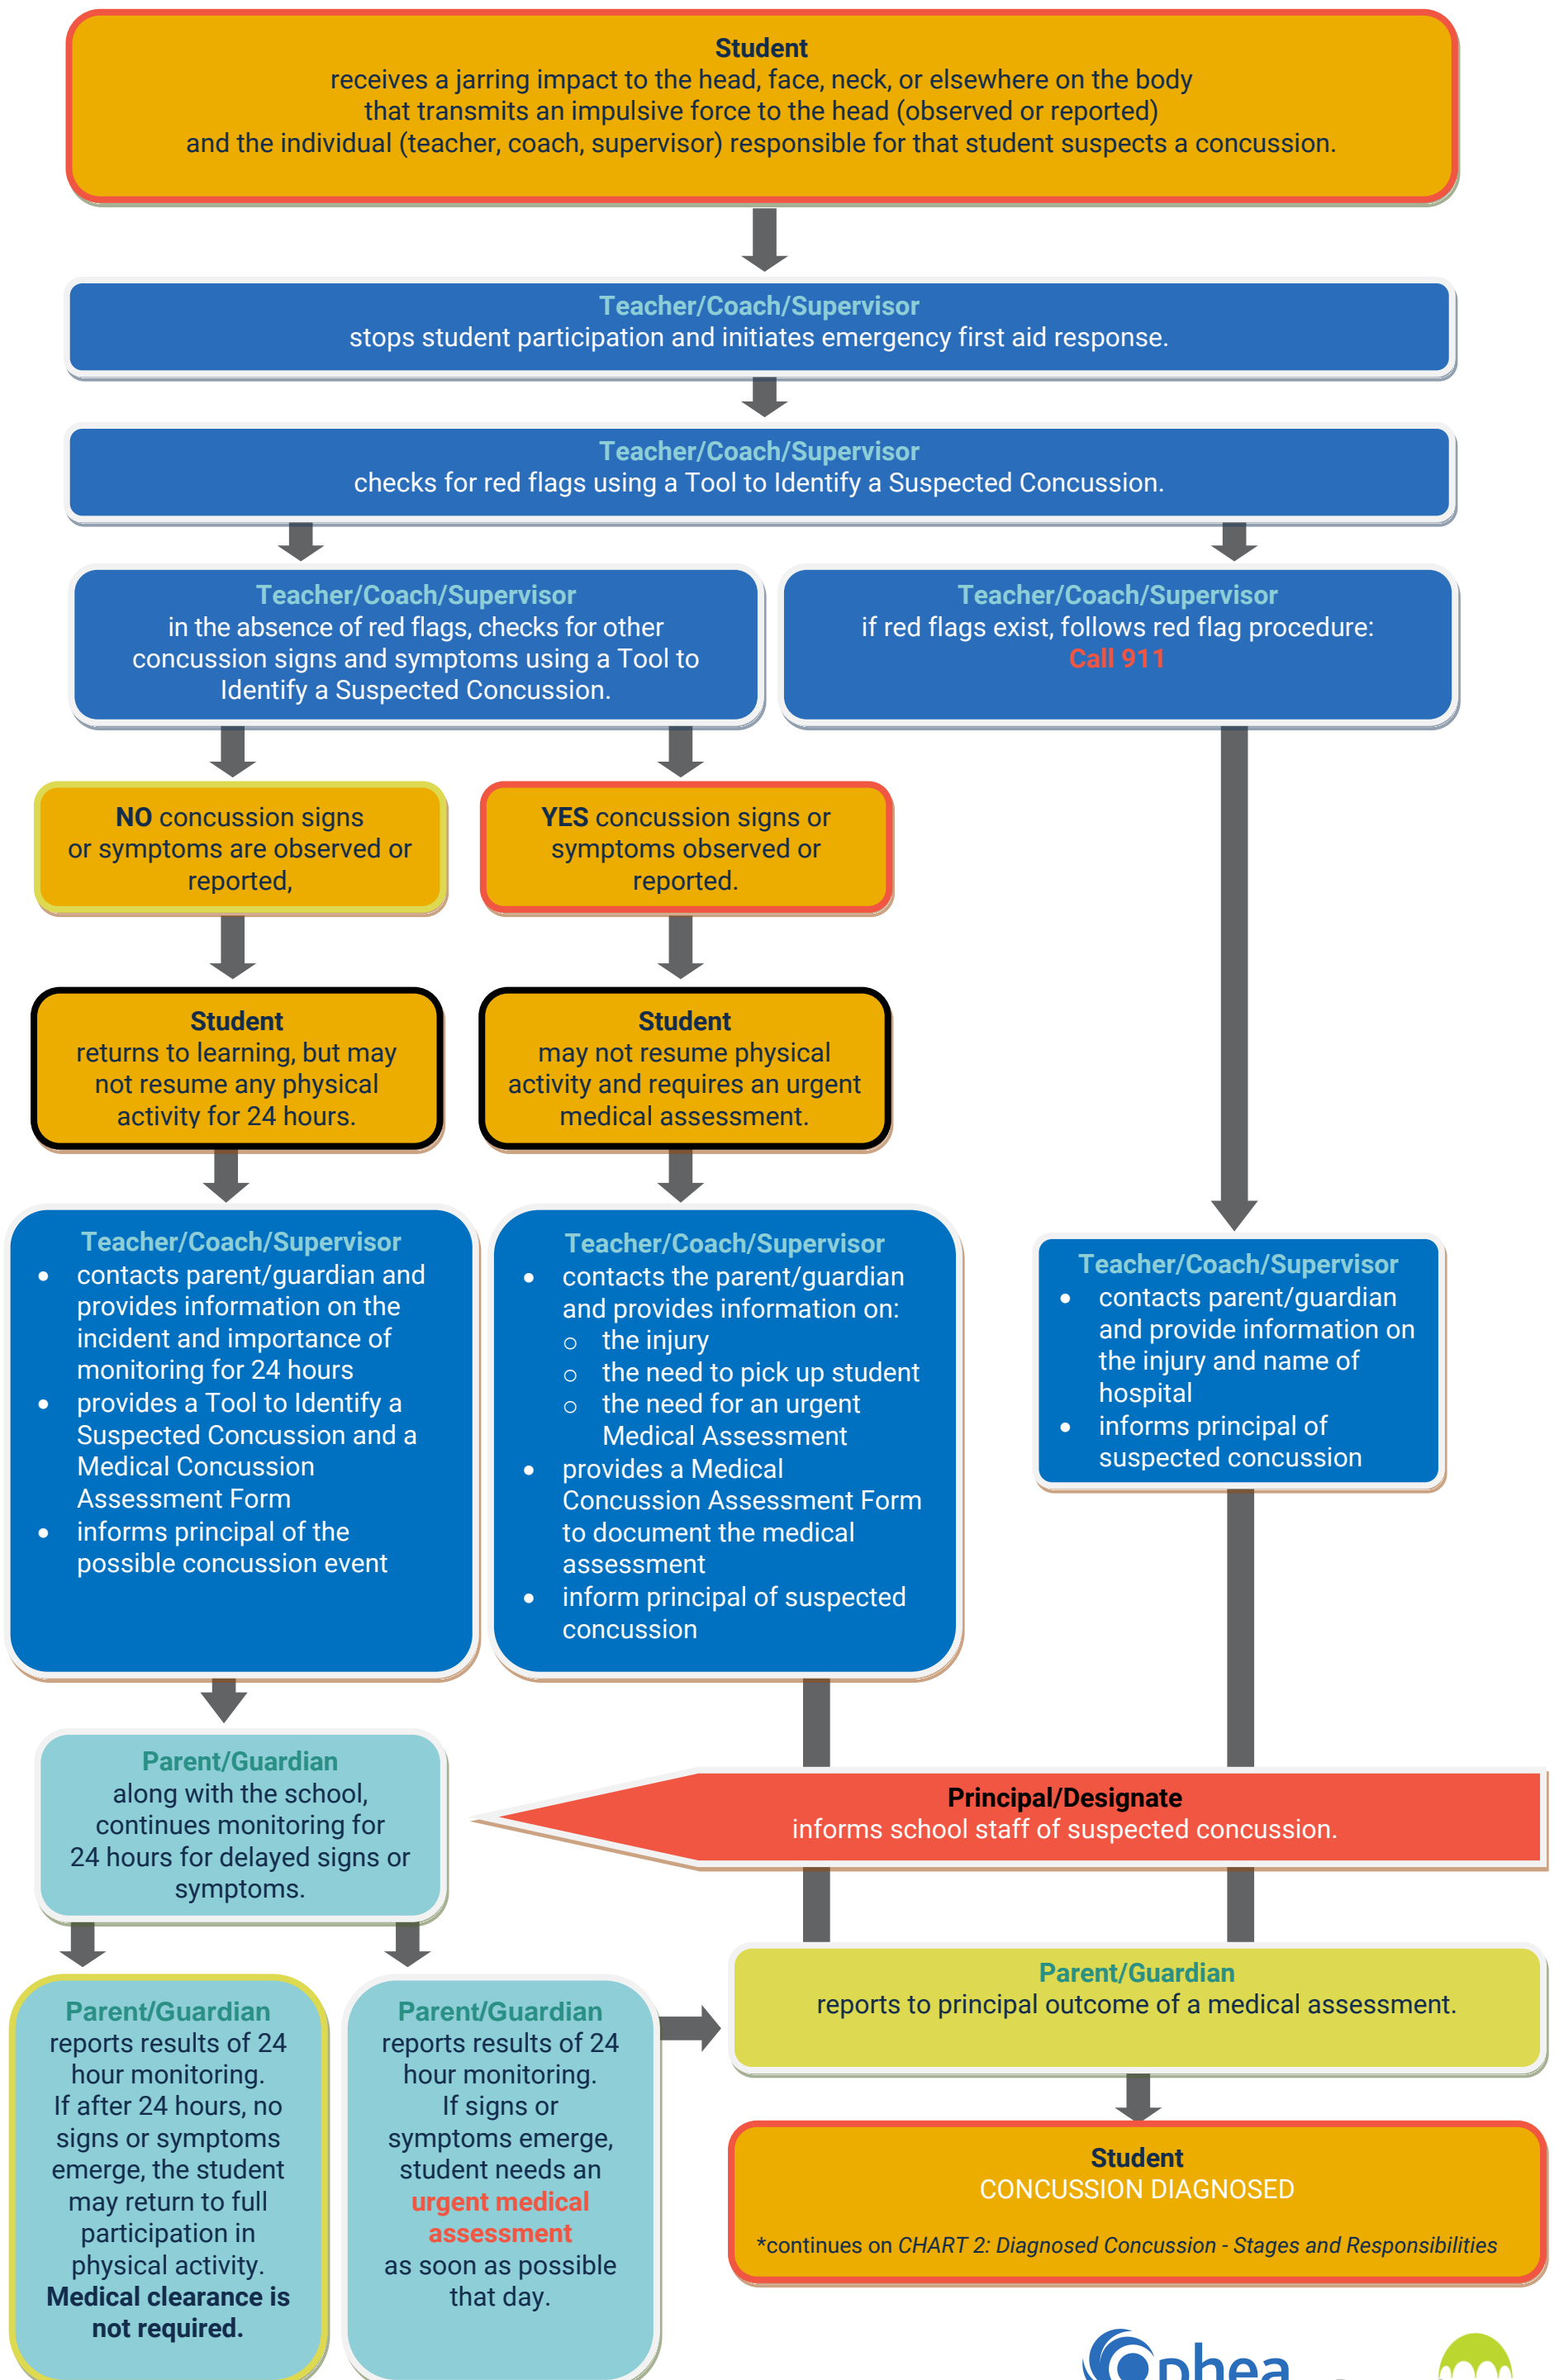 Student
receives a jarring impact to the head, face, neck, or elsewhere on the body
that transmits an impulsive force to the head (observed or reported)
and the individual (teacher, coach, supervisor) responsible for that student suspects a concussion.
Teacher/Coach/Supervisor
stops student participation and initiates emergency first aid response.
Teacher/Coach/Supervisor
checks for red flags using a Tool to Identify a Suspected Concussion.
Teacher/Coach/Supervisor
in the absence of red flags, checks for other
concussion signs and symptoms using a Tool to
Identify a Suspected Concussion.
Teacher/Coach/Supervisor
if red flags exist, follows red flag procedure:
Call 911
NO concussion signs
or symptoms are observed or
reported,
YES concussion signs or
symptoms observed or
reported.
Student
returns to learning, but may
not resume any physical
activity for 24 hours.
Student
may not resume physical
activity and requires an urgent
medical assessment.
Teacher/Coach/Supervisor
• contacts parent/guardian and
provides information on the
incident and importance of
monitoring for 24 hours
• provides a Tool to Identify a
Suspected Concussion and a
Medical Concussion
Assessment Form
• informs principal of the
possible concussion event
Teacher/Coach/Supervisor
• contacts the parent/guardian
and provides information on:
o the injury
o the need to pick up student
o the need for an urgent
Medical Assessment
• provides a Medical
Concussion Assessment Form
to document the medical
assessment
• inform principal of suspected
concussion
Teacher/Coach/Supervisor
• contacts parent/guardian
and provide information on
the injury and name of
hospital
• informs principal of
suspected concussion
Parent/Guardian
along with the school,
continues monitoring for
24 hours for delayed signs or
symptoms.
Principal/Designate
informs school staff of suspected concussion.
Parent/Guardian
reports results of 24
hour monitoring.
If after 24 hours, no
signs or symptoms
emerge, the student
may return to full
participation in
physical activity.
Medical clearance is
not required.
Parent/Guardian
reports results of 24
hour monitoring.
If signs or
symptoms emerge,
student needs an
urgent medical
assessment
as soon as possible
that day.
Parent/Guardian
reports to principal outcome of a medical assessment.
Student
CONCUSSION DIAGNOSED
*continues on CHART 2: Diagnosed Concussion - Stages and Responsibilities
Ophea